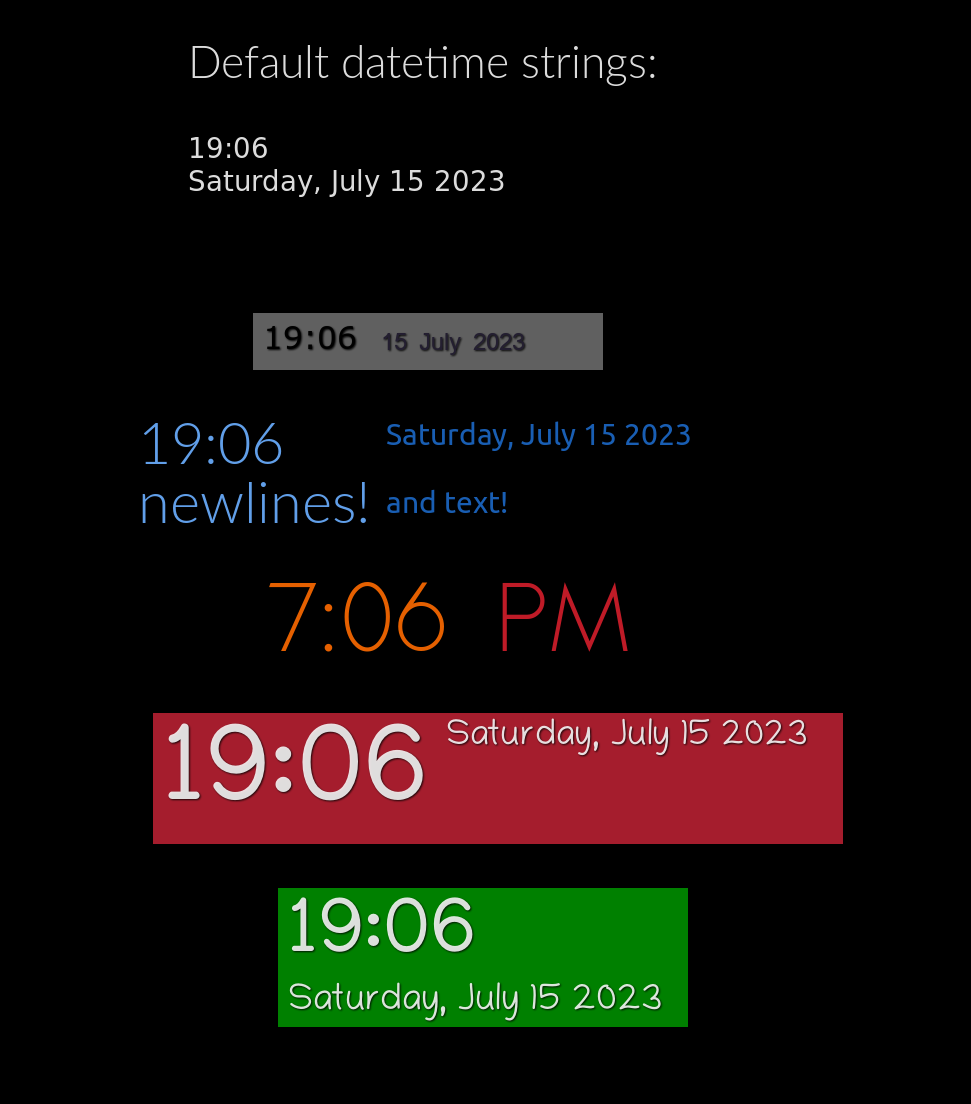 Default datetime strings:
19:06
Saturday, July 15 2023
19:06 15 July 2023
19:06 Saturday, July 15 2023
newlines! and text!
7:06 PM
19:06 Saturday, July 15 2023
19:06
Saturday, July 15 2023